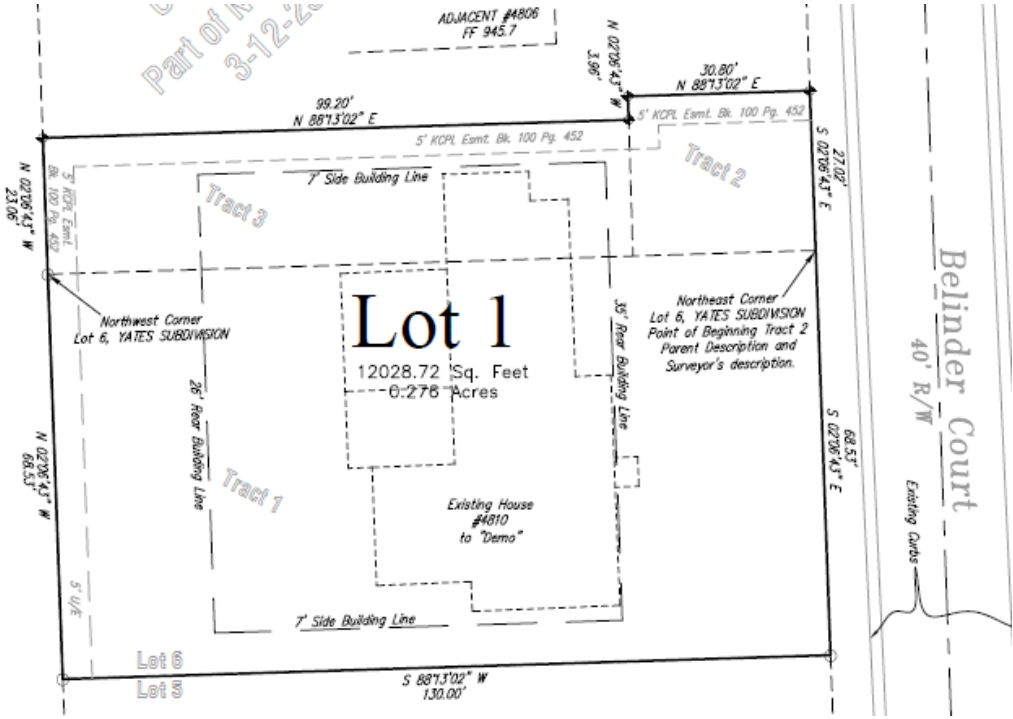 Part of N
3-12-20
ADJACENT #4806
FF 945.7
N 02°06'43" W
3.96'
30.80'
N 88°13'02" E
99.20'
N 88°13'02" E
5' KCPL Esmt. Bk. 100 Pg. 452
5' KCPL Esmt. Bk. 100 Pg. 452
N 02°06'43" W
23.06'
5' KCPL Esmt.
Bk. 100 Pg. 452
7' Side Building Line
Tract 3
Tract 2
27.02'
S 02°06'43" E
Northwest Corner
Lot 6, YATES SUBDIVISION
Lot 1
12028.72 Sq. Feet
0.276 Acres
Northeast Corner
Lot 6, YATES SUBDIVISION
Point of Beginning Tract 2
Parent Description and
Surveyor's description.
35' Rear Building Line
26' Rear Building Line
Belinder Court
40' R/W
N 02°06'43" W
68.53'
68.53'
S 02°06'43" E
Tract 1
Existing House
#4810
to "Demo"
Existing Curbs
5' U/E
7' Side Building Line
Lot 6
Lot 5
S 88°13'02" W
130.00'